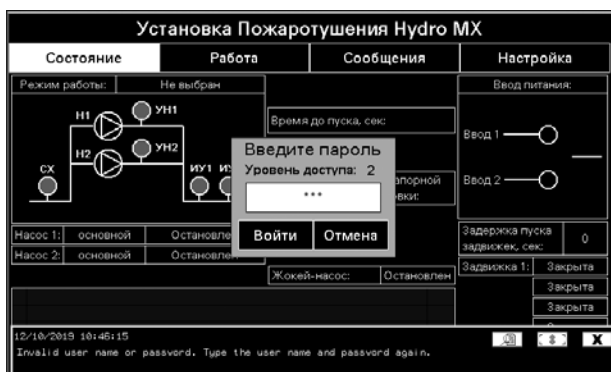 Установка Пожаротушения Hydro MX
Состояние Работа Сообщения Настройка
Режим работы: Не выбран
Ввод питания:
Н1 УН1
Н2 УН2
СХ
ИУ1
Время до пуска, сек:
Ввод 1
Ввод 2
Введите пароль
Уровень доступа: 2
***
Войти Отмена
вки:
Насос 1: основной
Насос 2: основной
Жокей-насос: Остановлен
Задержка пуска
задвижек, сек: 0
Задвижка 1: Закрыта
Закрыта
Закрыта
12/10/2019 10:46:15
Invalid user name or password. Type the user name and password again.
X